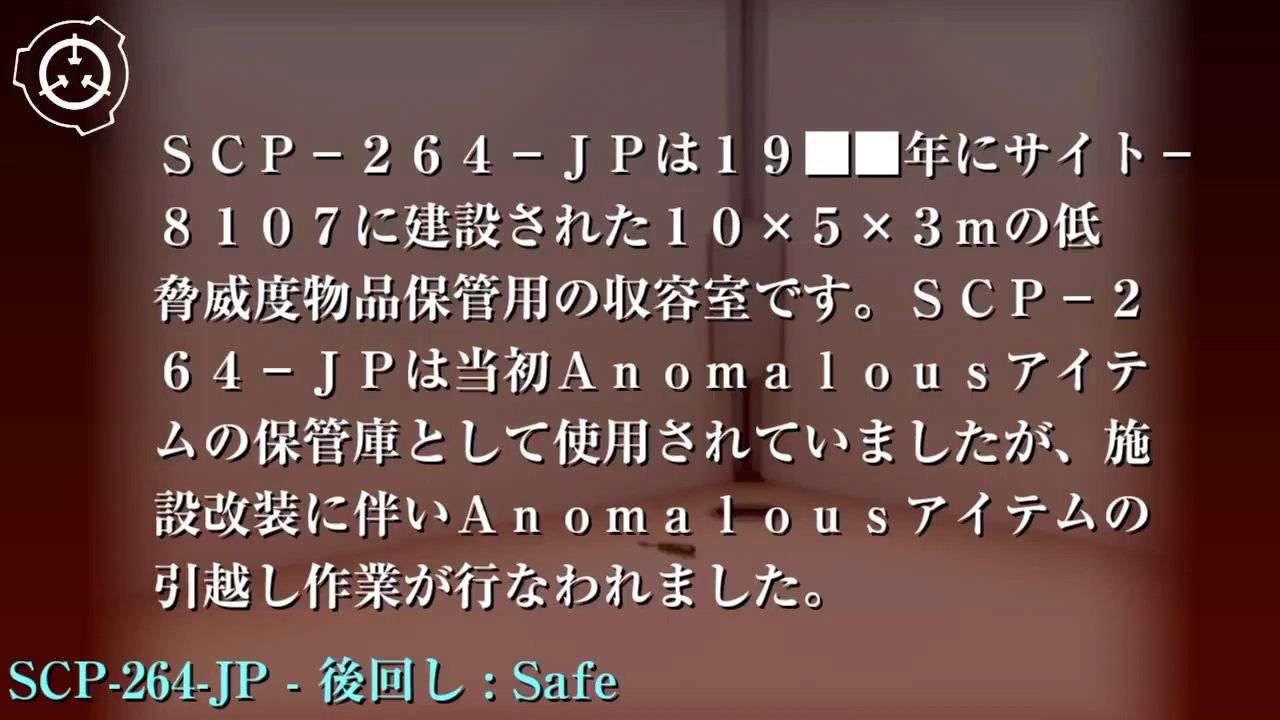 ＳＣＰ－２６４－ＪＰは１９██年にサイト－
８１０７に建設された１０×５×３ｍの低
脅威度物品保管用の収容室です。ＳＣＰ－２
６４－ＪＰは当初Ａｎｏｍａｌｏｕｓアイテ
ムの保管庫として使用されていましたが、施
設改装に伴いＡｎｏｍａｌｏｕｓアイテムの
引越し作業が行なわれました。
SCP-264-JP - 後回し : Safe